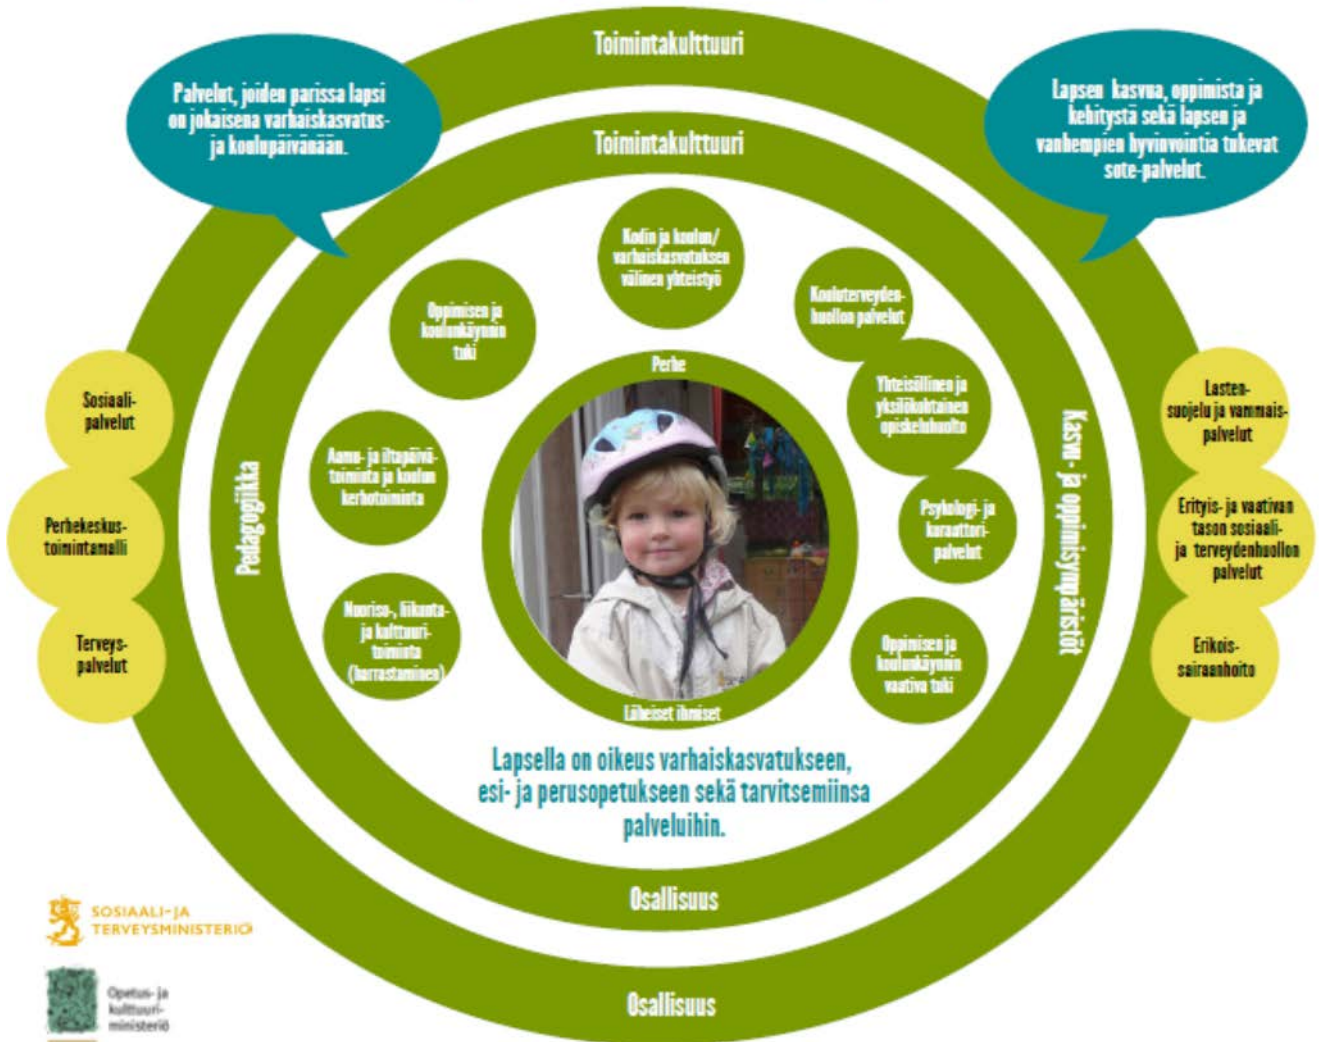 Toimintakulttuuri
Palvelut, joiden parissa lapsi
on jokaisena varhaiskasvatus-
ja koulupäivänään.
Lapsen kasvua, oppimista ja
kehitystä sekä lapsen ja
vanhempien hyvinvointia tukevat
sote-palvelut.
Toimintakulttuuri
Kodin ja koulun/
varhaiskasvatuksen
välinen yhteistyö
Oppimisen ja
koulunkäynnin
tuki
Kouluterveyden-
huollon palvelut
Perhe
Yhteisöllinen ja
yksilökohtainen
opiskeluhuolto
Sosiaali-
palvelut
Lasten-
suojelu ja vammais-
palvelut
Aamu- ja iltapäivä-
toiminta ja koulun
kerhotoiminta
Pedagogiikka
Kasvu- ja oppimisympäristöt
Psykologi- ja
kuraattori-
palvelut
Perhekeskus-
toimintamalli
Erityis- ja vaativan
tason sosiaali-
ja terveydenhuollon
palvelut
Nuoriso-, liikunta-
ja kulttuuri-
toiminta
(harrastaminen)
Oppimisen ja
koulunkäynnin
vaativa tuki
Terveys-
palvelut
Erikois-
sairaanhoito
Läheiset ihmiset
Lapsella on oikeus varhaiskasvatukseen,
esi- ja perusopetukseen sekä tarvitsemiinsa
palveluihin.
Osallisuus
SOSIAALI- JA
TERVEYSMINISTERIÖ
Opetus- ja
kulttuuri-
ministeriö
Osallisuus